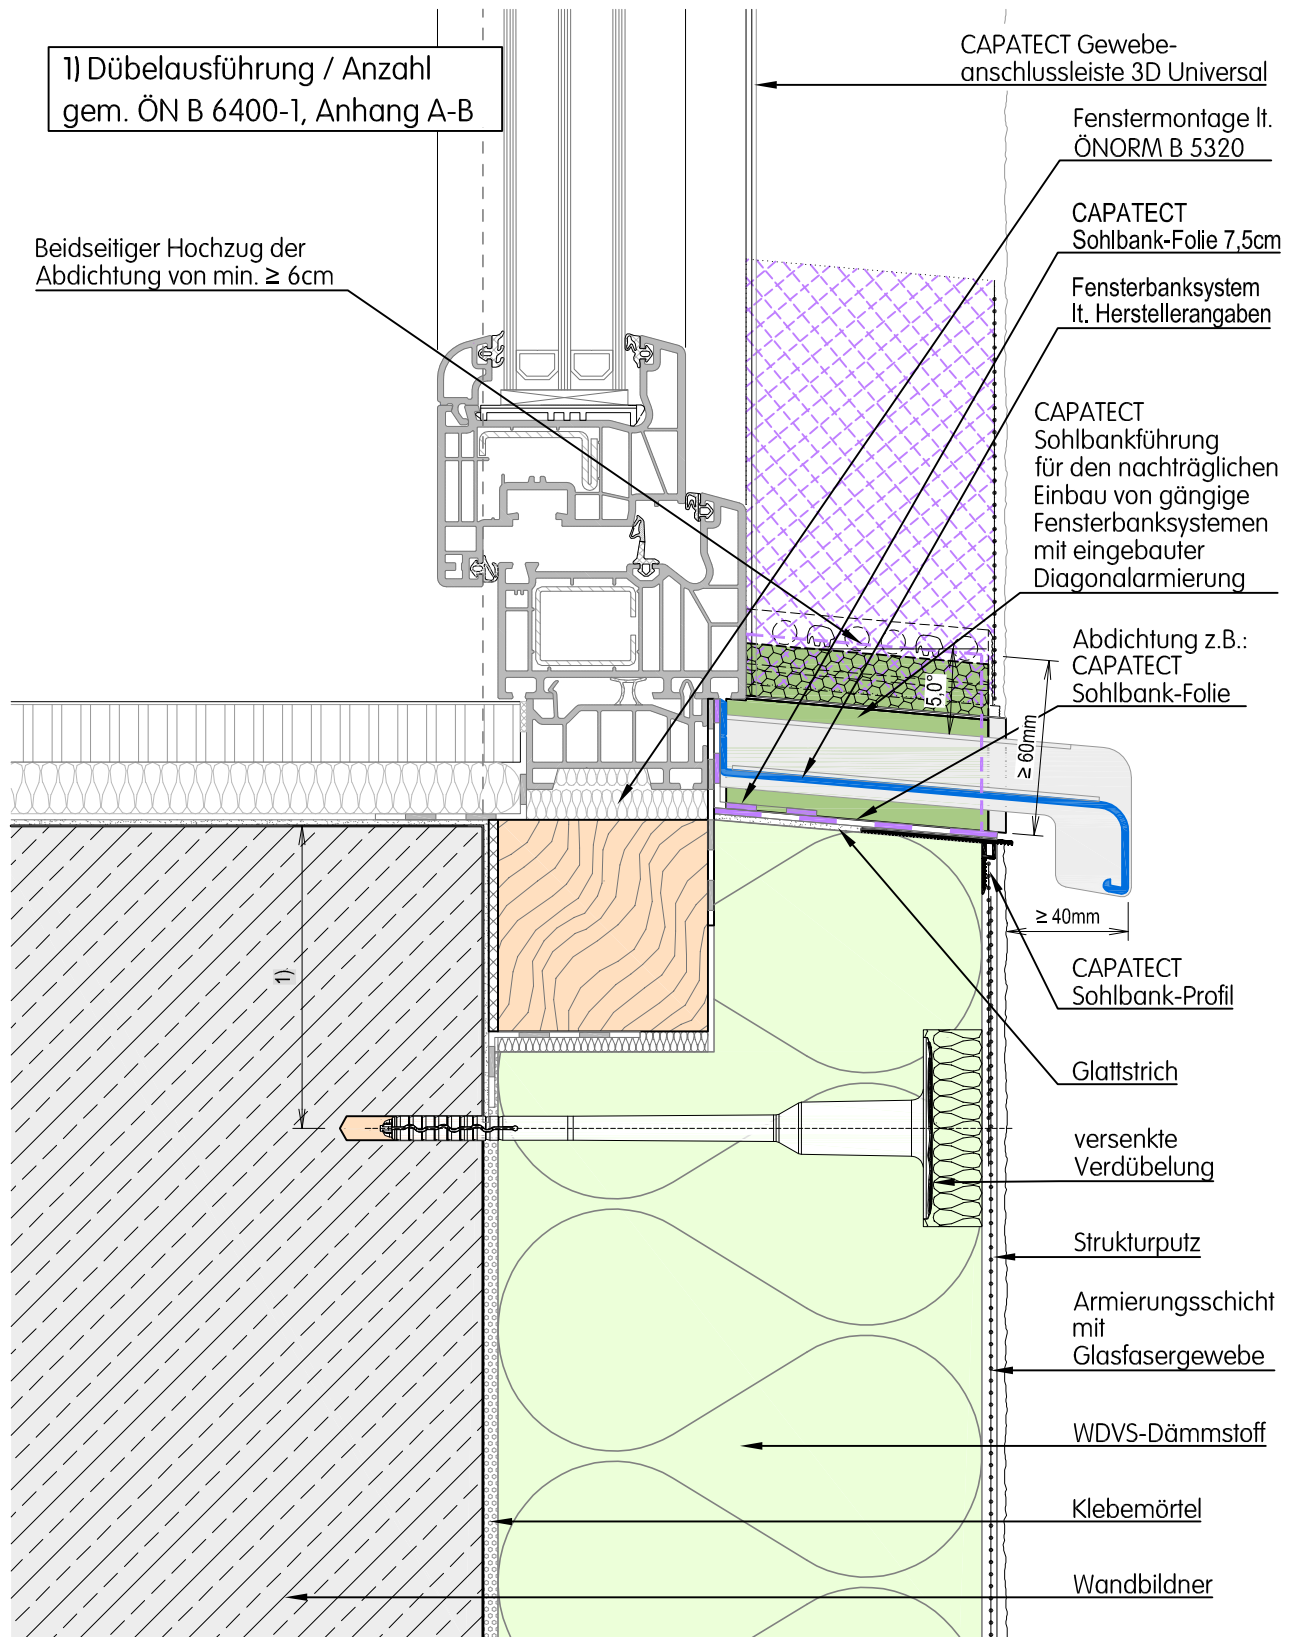 1) Dübelausführung / Anzahl
gem. ÖN B 6400-1, Anhang A-B
CAPATECT Gewebe-
anschlussleiste 3D Universal
Fenstermontage lt.
ÖNORM B 5320
CAPATECT
Sohlbank-Folie 7,5cm
Beidseitiger Hochzug der
Abdichtung von min. ≥ 6cm
Fensterbanksystem
lt. Herstellerangaben
CAPATECT
Sohlbankführung
für den nachträglichen
Einbau von gängige
Fensterbanksystemen
mit eingebauter
Diagonalarmierung
Abdichtung z.B.:
CAPATECT
Sohlbank-Folie
5,0°
≥ 60mm
≥ 40mm
1)
CAPATECT
Sohlbank-Profil
Glattstrich
versenkte
Verdübelung
Strukturputz
Armierungsschicht
mit
Glasfasergewebe
WDVS-Dämmstoff
Klebemörtel
Wandbildner